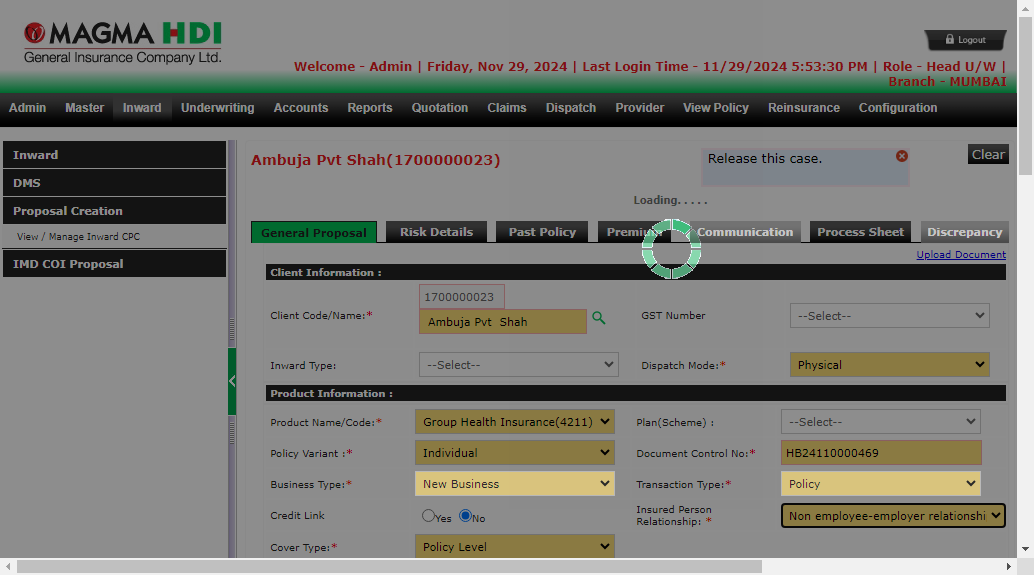 MAGMA HDI
General Insurance Company Ltd.
Logout
Welcome - Admin | Friday, Nov 29, 2024 | Last Login Time - 11/29/2024 5:53:30 PM | Role - Head U/W |
Branch - MUMBAI
Admin Master Inward Underwriting Accounts Reports Quotation Claims Dispatch Provider View Policy Reinsurance Configuration
Inward
DMS
Proposal Creation
View / Manage Inward CPC
IMD COI Proposal
Ambuja Pvt Shah(1700000023)
Release this case.
Clear
Loading. . . . .
General Proposal Risk Details Past Policy Premium Communication Process Sheet Discrepancy
Upload Document
Client Information :
Client Code/Name:*
1700000023
Ambuja Pvt Shah
GST Number
--Select--
Inward Type:
--Select--
Dispatch Mode:*
Physical
Product Information :
Product Name/Code:*
Group Health Insurance(4211)
Plan(Scheme) :
--Select--
Policy Variant :*
Individual
Document Control No:*
HB24110000469
Business Type:*
New Business
Transaction Type:*
Policy
Credit Link
Yes No
Insured Person
Relationship: *
Non employee-employer relationshi
Cover Type:*
Policy Level